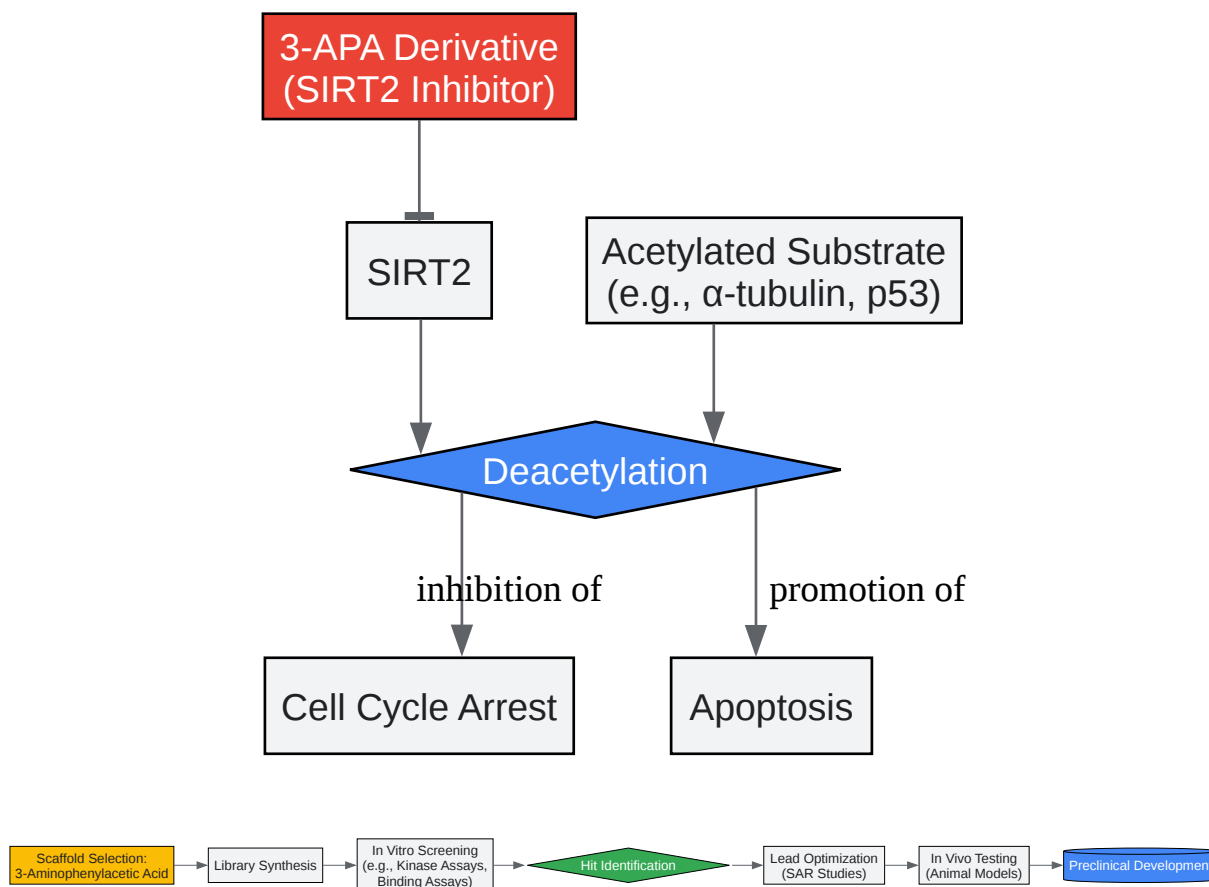 3-APA Derivative
(SIRT2 Inhibitor)
SIRT2
Acetylated Substrate
(e.g., α-tubulin, p53)
Deacetylation
inhibition of
promotion of
Cell Cycle Arrest
Apoptosis
Scaffold Selection:
3-Aminophenylacetic Acid
Library Synthesis
In Vitro Screening
(e.g., Kinase Assays,
Binding Assays)
Hit Identification
Lead Optimization
(SAR Studies)
In Vivo Testing
(Animal Models)
Preclinical Development